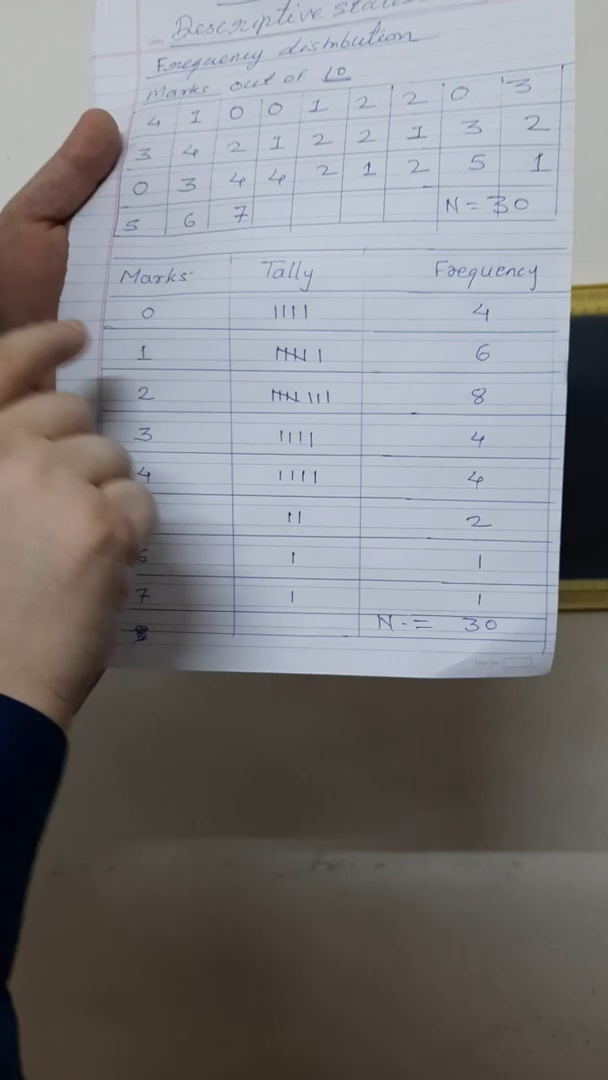 Descriptive
Frequency distribution
Marks out of 10
4 1 0 0 1 2 2 0 3
3 4 2 1 2 2 1 3 2
0 3 4 4 2 1 2 5 1
5 6 7 N = 30
Marks Tally Frequency
0 |||| 4
1 𝍸 | 6
2 𝍸 ||| 8
3 |||| 4
4 |||| 4
|| 2
6 | 1
7 | 1
N = 30